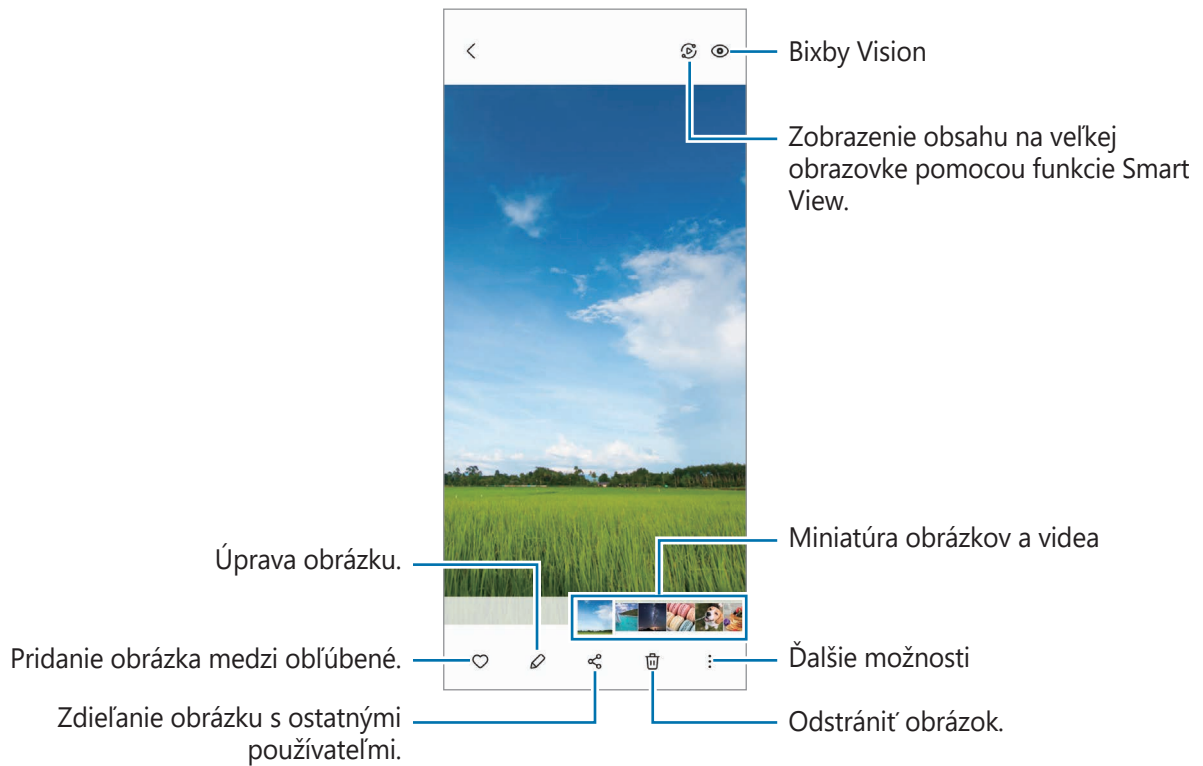 Bixby Vision
Zobrazenie obsahu na veľkej
obrazovke pomocou funkcie Smart
View.
Miniatúra obrázkov a videa
Úprava obrázku.
Pridanie obrázka medzi obľúbené.
Ďalšie možnosti
Zdieľanie obrázku s ostatnými
používateľmi.
Odstrániť obrázok.